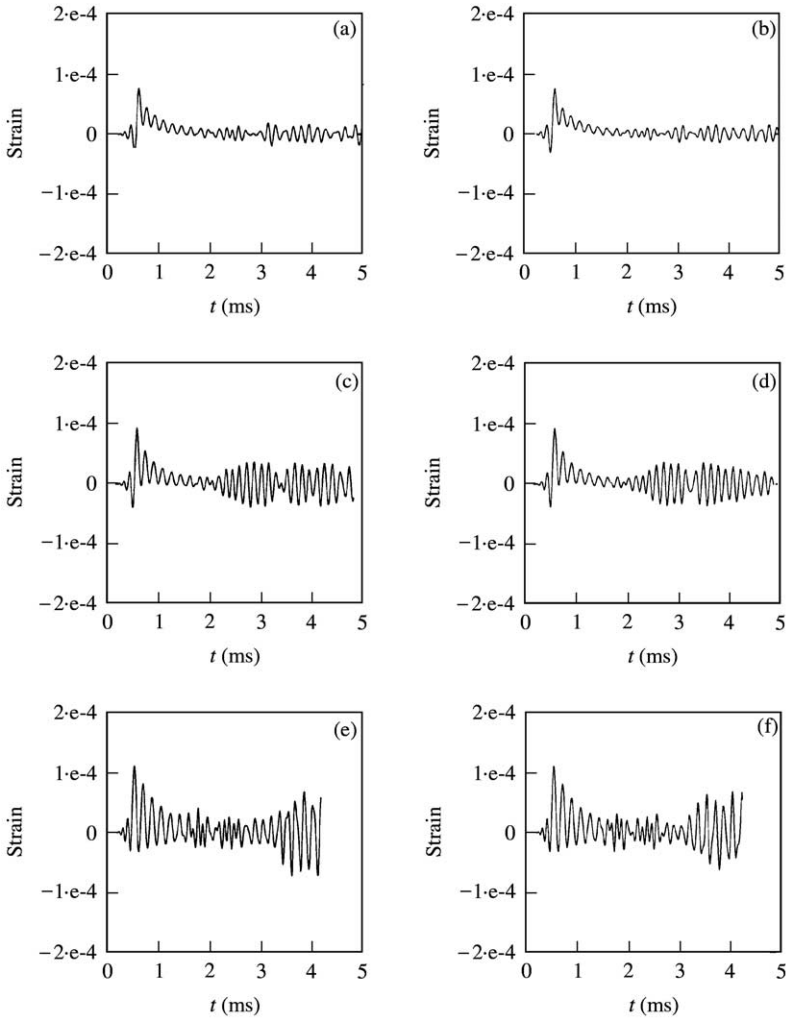 (a)
2·e-4
1·e-4
0
−1·e-4
−2·e-4
Strain
0 1 2 3 4 5
t (ms)
(b)
2·e-4
1·e-4
0
−1·e-4
−2·e-4
Strain
0 1 2 3 4 5
t (ms)
(c)
2·e-4
1·e-4
0
−1·e-4
−2·e-4
Strain
0 1 2 3 4 5
t (ms)
(d)
2·e-4
1·e-4
0
−1·e-4
−2·e-4
Strain
0 1 2 3 4 5
t (ms)
(e)
2·e-4
1·e-4
0
−1·e-4
−2·e-4
Strain
0 1 2 3 4 5
t (ms)
(f)
2·e-4
1·e-4
0
−1·e-4
−2·e-4
Strain
0 1 2 3 4 5
t (ms)